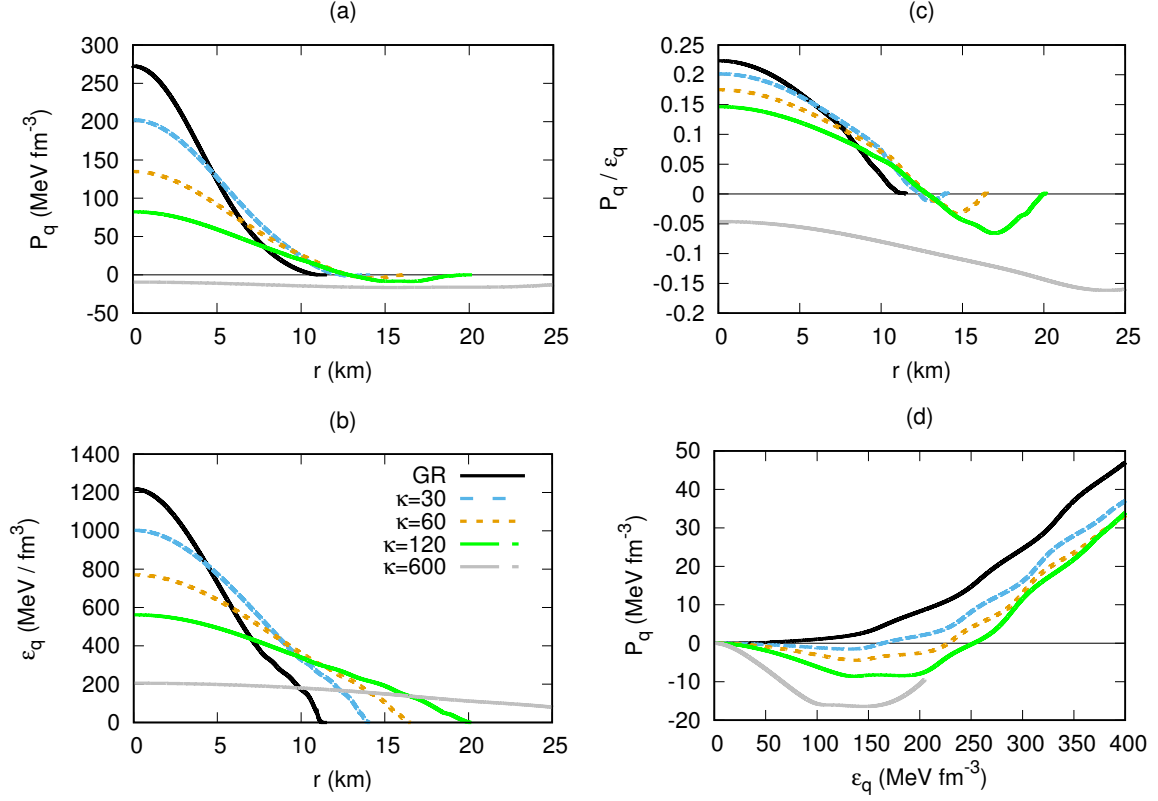 (a)
300
250
200
150
100
50
0
-50
P_q (MeV fm^-3)
0 5 10 15 20 25
r (km)
(c)
0.25
0.2
0.15
0.1
0.05
0
-0.05
-0.1
-0.15
-0.2
P_q / ε_q
0 5 10 15 20 25
r (km)
(b)
1400
1200
1000
800
600
400
200
0
ε_q (MeV / fm^3)
GR
κ=30
κ=60
κ=120
κ=600
0 5 10 15 20 25
r (km)
(d)
50
40
30
20
10
0
-10
-20
P_q (MeV fm^-3)
0 50 100 150 200 250 300 350 400
ε_q (MeV fm^-3)